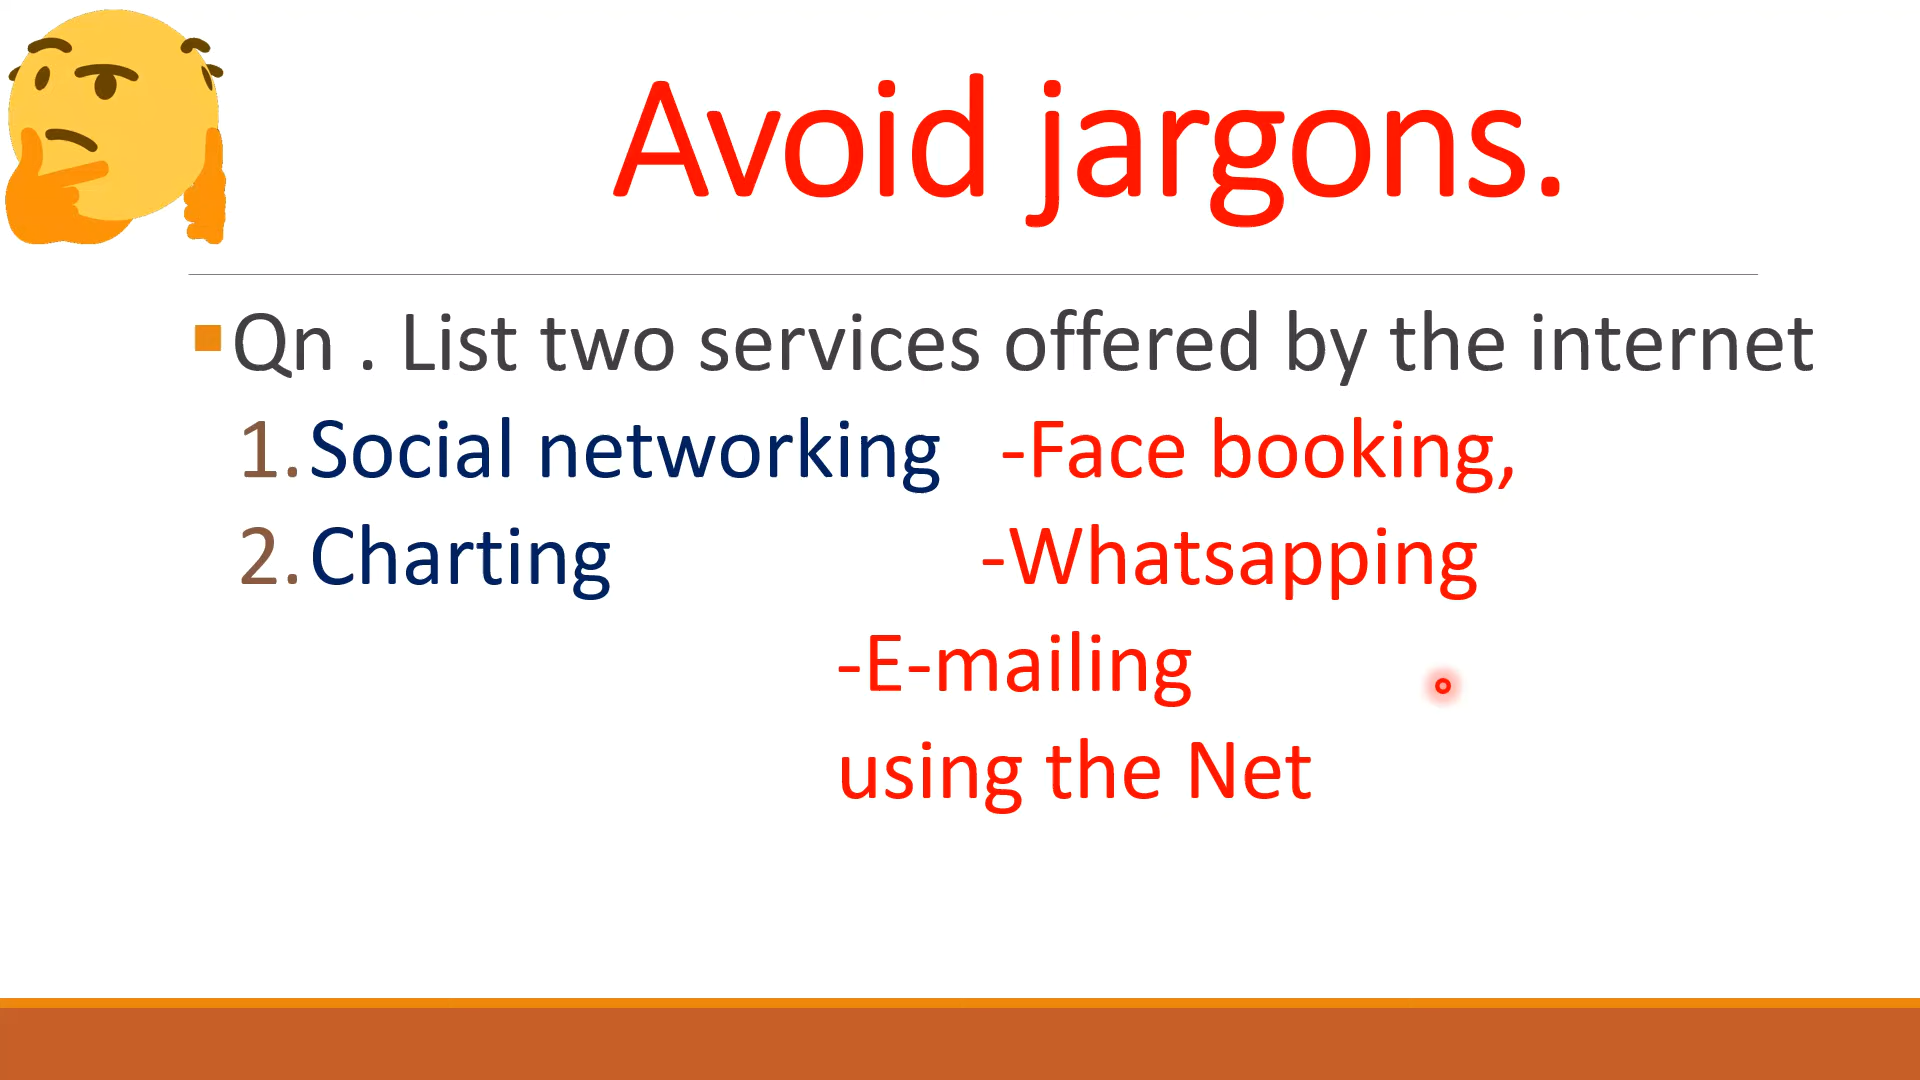 Avoid jargons.
Qn . List two services offered by the internet
1. Social networking -Face booking,
2. Charting -Whatsapping
-E-mailing
using the Net